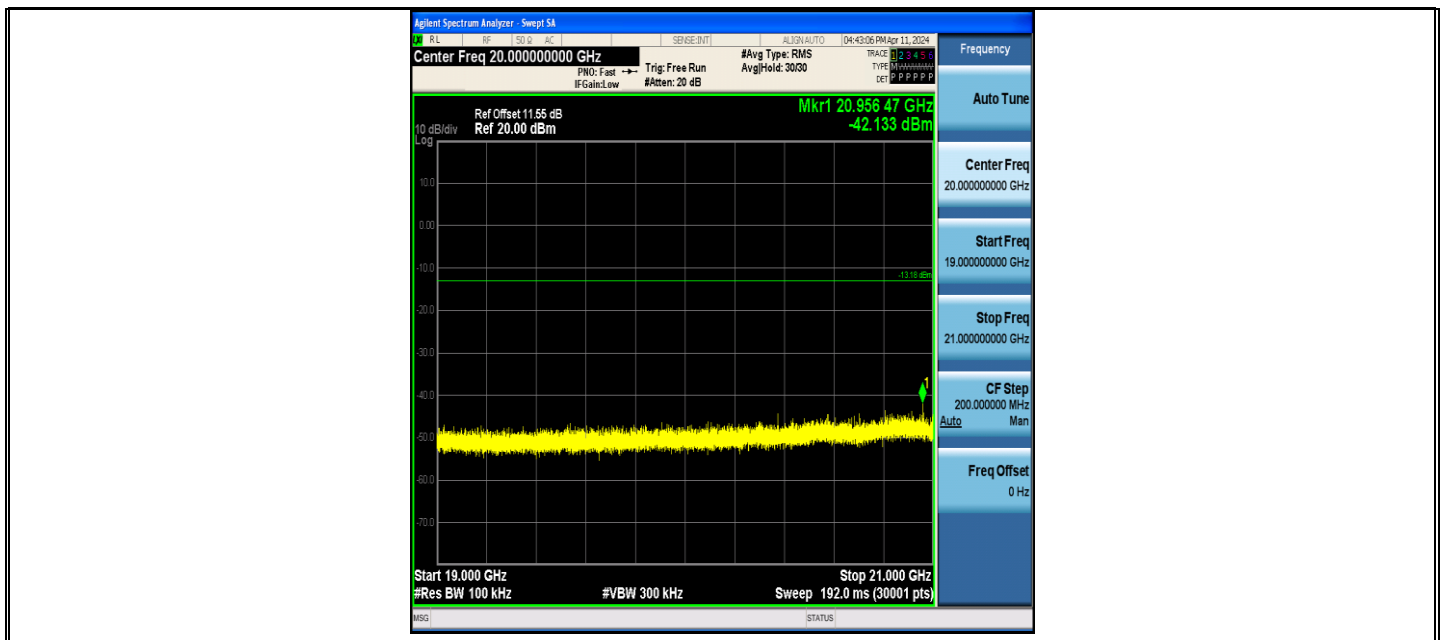 Agilent Spectrum Analyzer - Swept SA
RL RF 50 Ω AC SENSE:INT ALIGN AUTO 04:43:06 PM Apr 11, 2024
Center Freq 20.000000000 GHz
PNO: Fast
IFGain:Low
Trig: Free Run
#Atten: 20 dB
#Avg Type: RMS
Avg|Hold: 30/30
TRACE 1 2 3 4 5 6
TYPE M
DET P P P P P P
Mkr1 20.956 47 GHz
-42.133 dBm
Ref Offset 11.55 dB
10 dB/div Ref 20.00 dBm
Log
10.0
0.00
-10.0
-13.18 dBm
-20.0
-30.0
-40.0
1
-50.0
-60.0
-70.0
Start 19.000 GHz Stop 21.000 GHz
#Res BW 100 kHz #VBW 300 kHz Sweep 192.0 ms (30001 pts)
MSG STATUS
Frequency
Auto Tune
Center Freq
20.000000000 GHz
Start Freq
19.000000000 GHz
Stop Freq
21.000000000 GHz
CF Step
200.000000 MHz
Auto Man
Freq Offset
0 Hz